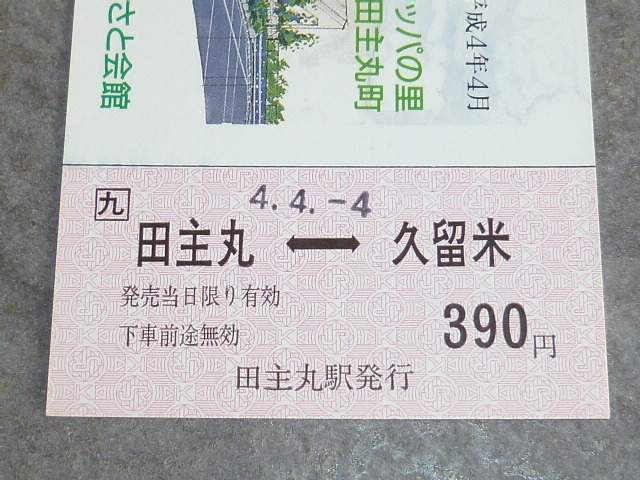 平成4年4月
ッパの里
田主丸町
さと会館
九
4.4.-4
田主丸 ⟷ 久留米
発売当日限り有効
下車前途無効
390円
田主丸駅発行